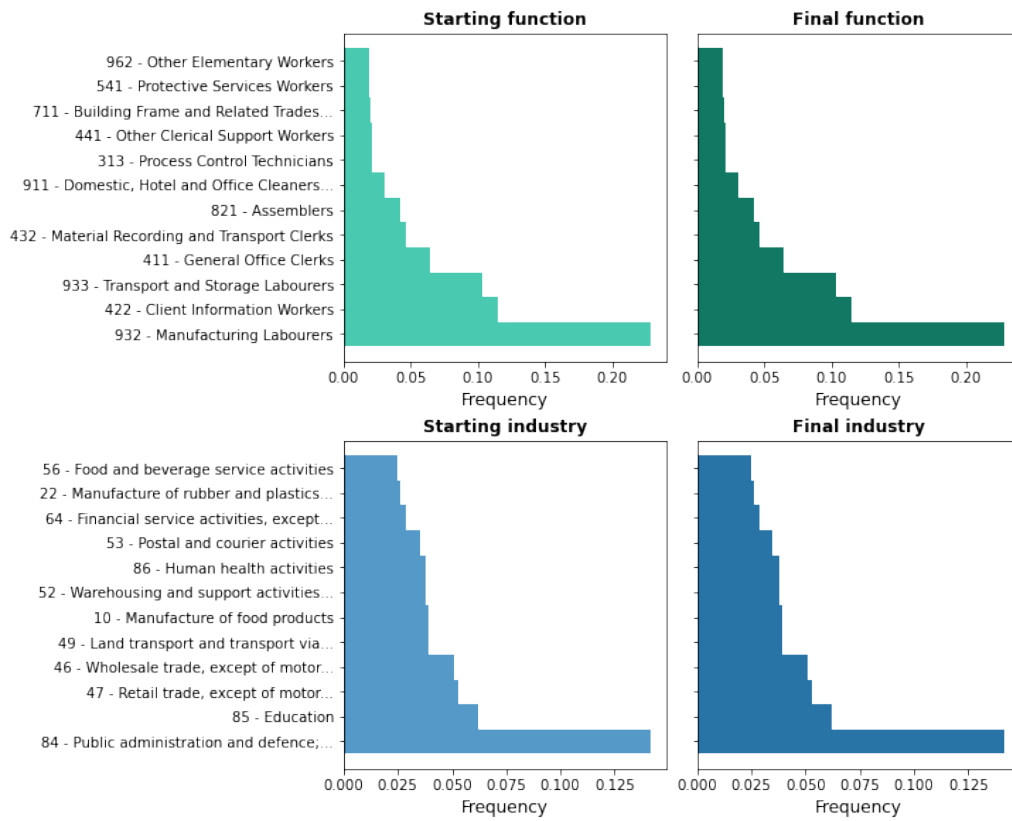 Starting function
Final function
962 - Other Elementary Workers
541 - Protective Services Workers
711 - Building Frame and Related Trades...
441 - Other Clerical Support Workers
313 - Process Control Technicians
911 - Domestic, Hotel and Office Cleaners...
821 - Assemblers
432 - Material Recording and Transport Clerks
411 - General Office Clerks
933 - Transport and Storage Labourers
422 - Client Information Workers
932 - Manufacturing Labourers
0.00 0.05 0.10 0.15 0.20
0.00 0.05 0.10 0.15 0.20
Frequency
Frequency
Starting industry
Final industry
56 - Food and beverage service activities
22 - Manufacture of rubber and plastics...
64 - Financial service activities, except...
53 - Postal and courier activities
86 - Human health activities
52 - Warehousing and support activities...
10 - Manufacture of food products
49 - Land transport and transport via...
46 - Wholesale trade, except of motor...
47 - Retail trade, except of motor...
85 - Education
84 - Public administration and defence;...
0.000 0.025 0.050 0.075 0.100 0.125
0.000 0.025 0.050 0.075 0.100 0.125
Frequency
Frequency